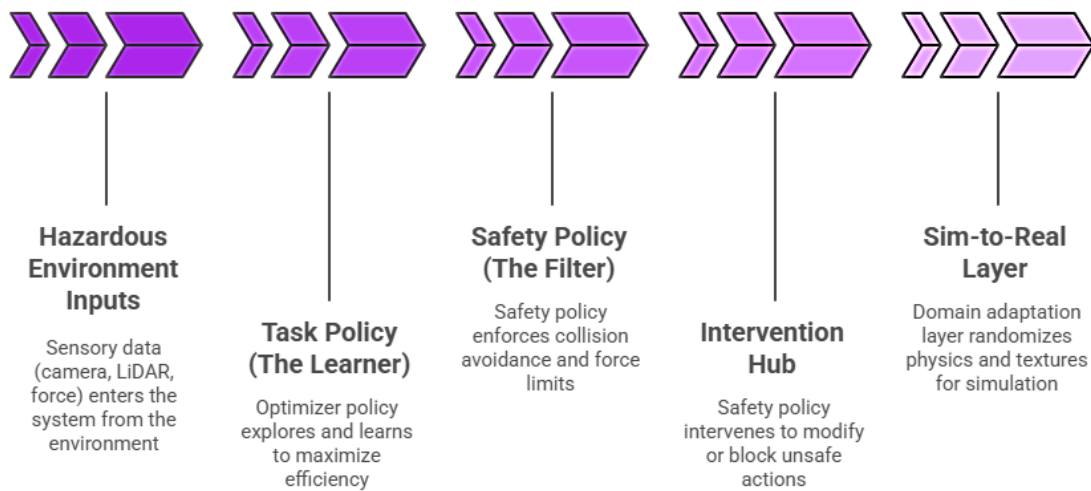 Hazardous
Environment
Inputs
Sensory data
(camera, LiDAR,
force) enters the
system from the
environment
Task Policy
(The Learner)
Optimizer policy
explores and learns
to maximize
efficiency
Safety Policy
(The Filter)
Safety policy
enforces collision
avoidance and force
limits
Intervention
Hub
Safety policy
intervenes to modify
or block unsafe
actions
Sim-to-Real
Layer
Domain adaptation
layer randomizes
physics and textures
for simulation